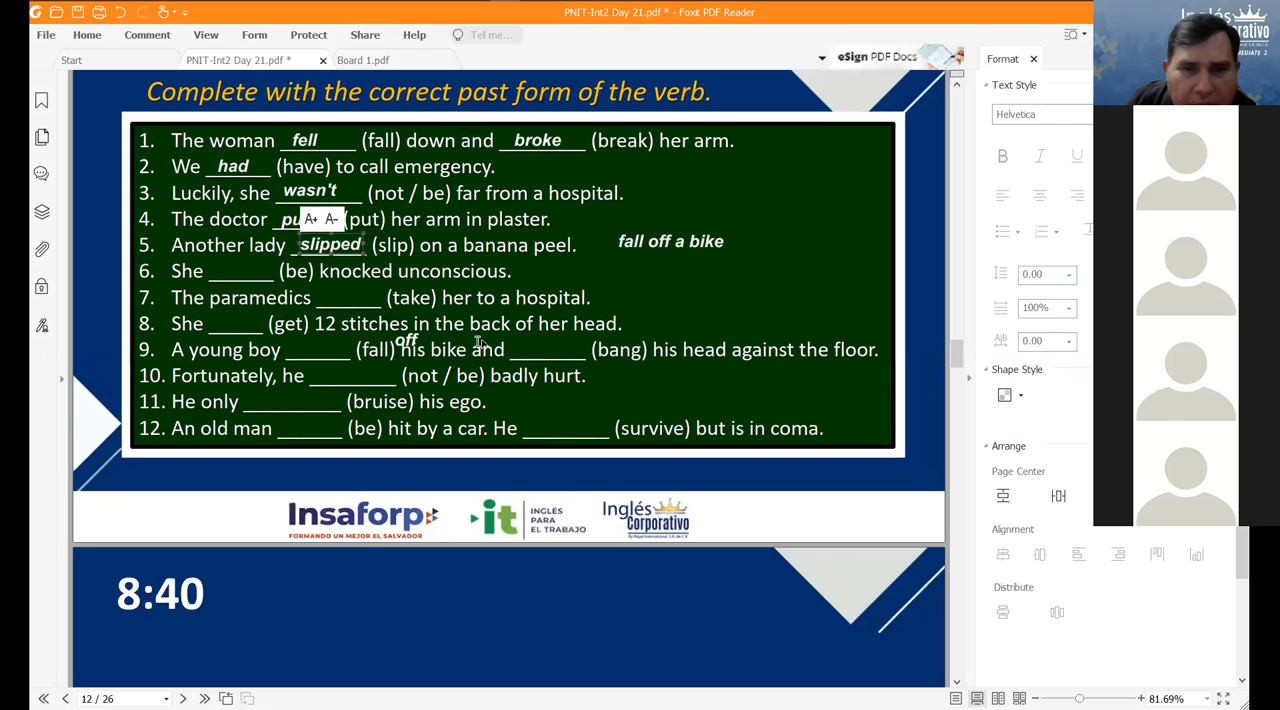 PNIT-Int2 Day 21.pdf * - Foxit PDF Reader
File Home Comment View Form Protect Share Help Tell me...
Start PNIT-Int2 Day 21.pdf * Board 1.pdf eSign PDF Docs
Complete with the correct past form of the verb.
1. The woman fell (fall) down and broke (break) her arm.
2. We had (have) to call emergency.
3. Luckily, she wasn't (not / be) far from a hospital.
4. The doctor pu A+ A- (put) her arm in plaster.
5. Another lady slipped (slip) on a banana peel. fall off a bike
6. She ______ (be) knocked unconscious.
7. The paramedics ______ (take) her to a hospital.
8. She _____ (get) 12 stitches in the back of her head.
off
9. A young boy ______ (fall) his bike and _______ (bang) his head against the floor.
10. Fortunately, he ________ (not / be) badly hurt.
11. He only _________ (bruise) his ego.
12. An old man ______ (be) hit by a car. He ________ (survive) but is in coma.
Insaforp
FORMANDO UN MEJOR EL SALVADOR
it INGLÉS PARA EL TRABAJO
Inglés Corporativo
8:40
12 / 26
81.69%
Format
Text Style
Helvetica
B I U
0.00
100%
0.00
Shape Style
Arrange
Page Center
Alignment
Distribute
Inglés
Corporativo